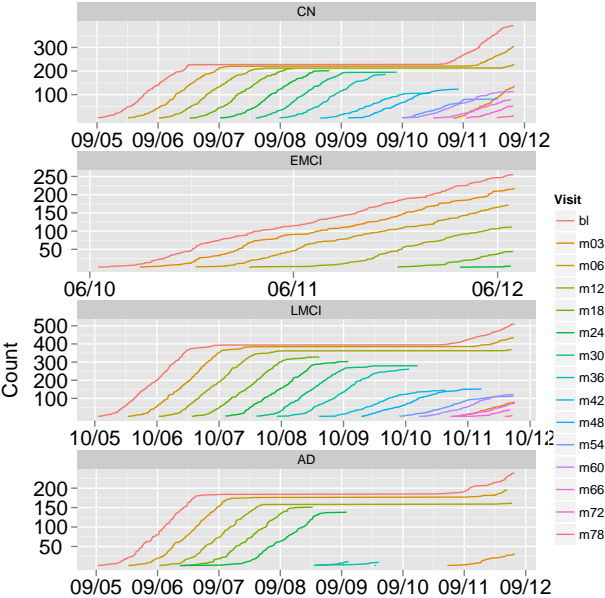 CN
300
200
100
09/05 09/06 09/07 09/08 09/09 09/10 09/11 09/12
EMCI
250
200
150
100
50
06/10 06/11 06/12
LMCI
500
400
300
200
100
10/05 10/06 10/07 10/08 10/09 10/10 10/11 10/12
AD
200
150
100
50
09/05 09/06 09/07 09/08 09/09 09/10 09/11 09/12
Count
Visit
bl
m03
m06
m12
m18
m24
m30
m36
m42
m48
m54
m60
m66
m72
m78